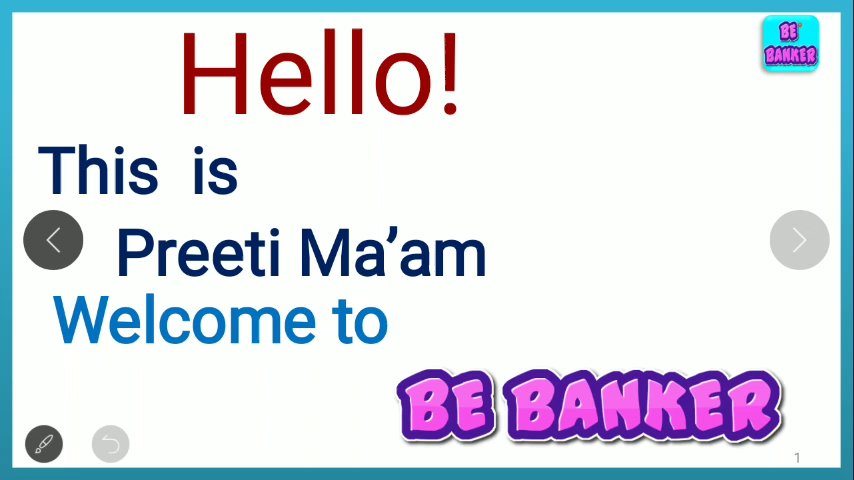 Hello!
BE
BANKER
This is
Preeti Ma’am
Welcome to
BE BANKER
1